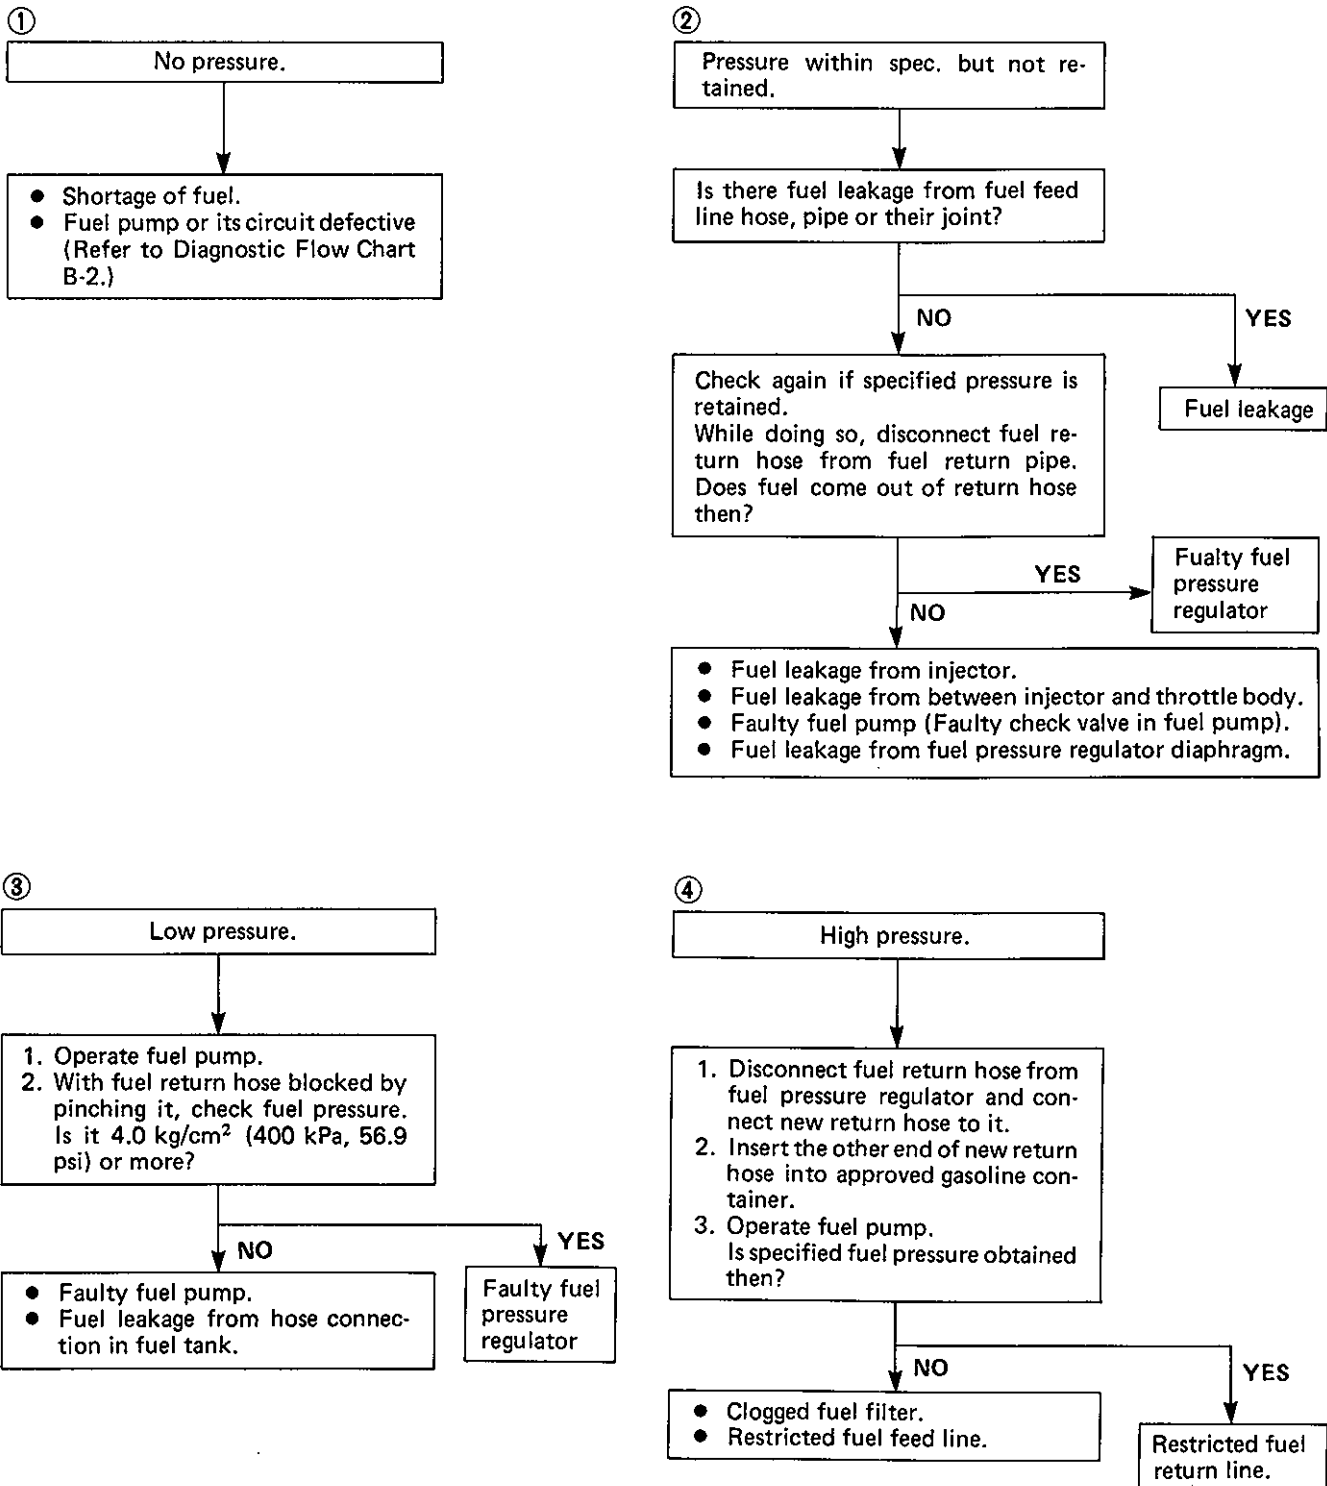 ①
No pressure.
● Shortage of fuel.
● Fuel pump or its circuit defective
(Refer to Diagnostic Flow Chart
B-2.)
②
Pressure within spec. but not re-
tained.
Is there fuel leakage from fuel feed
line hose, pipe or their joint?
NO
YES
Fuel leakage
Check again if specified pressure is
retained.
While doing so, disconnect fuel re-
turn hose from fuel return pipe.
Does fuel come out of return hose
then?
YES
Fualty fuel
pressure
regulator
NO
● Fuel leakage from injector.
● Fuel leakage from between injector and throttle body.
● Faulty fuel pump (Faulty check valve in fuel pump).
● Fuel leakage from fuel pressure regulator diaphragm.
③
Low pressure.
1. Operate fuel pump.
2. With fuel return hose blocked by
pinching it, check fuel pressure.
Is it 4.0 kg/cm² (400 kPa, 56.9
psi) or more?
NO
YES
● Faulty fuel pump.
● Fuel leakage from hose connec-
tion in fuel tank.
Faulty fuel
pressure
regulator
④
High pressure.
1. Disconnect fuel return hose from
fuel pressure regulator and con-
nect new return hose to it.
2. Insert the other end of new return
hose into approved gasoline con-
tainer.
3. Operate fuel pump.
Is specified fuel pressure obtained
then?
NO
YES
● Clogged fuel filter.
● Restricted fuel feed line.
Restricted fuel
return line.